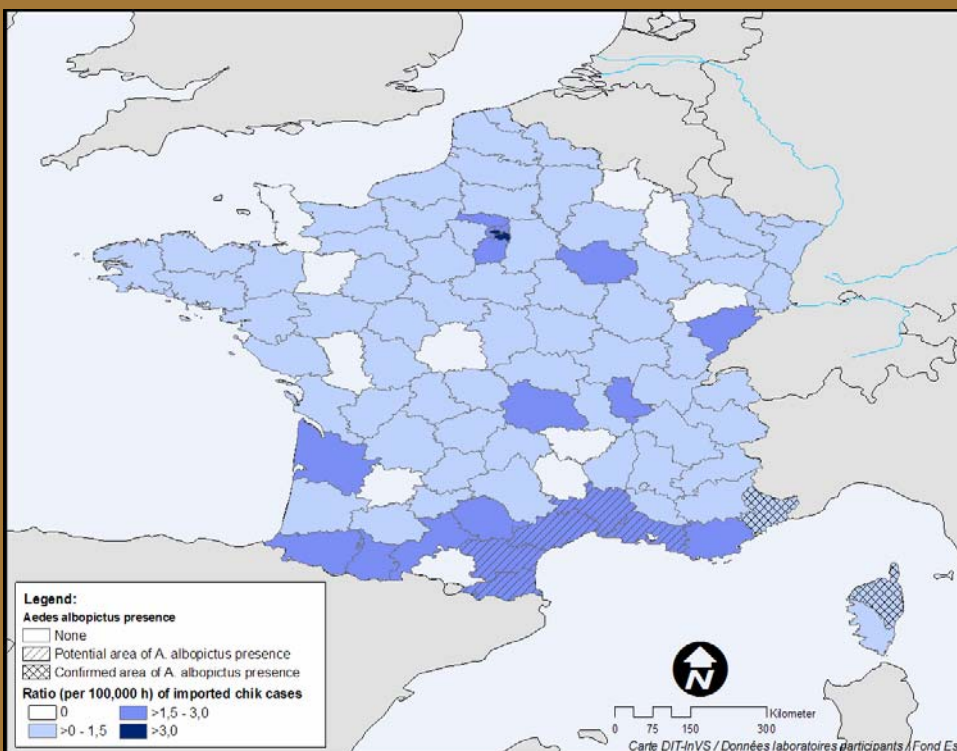 Legend:
Aedes albopictus presence
None
Potential area of A. albopictus presence
Confirmed area of A. albopictus presence
Ratio (per 100,000 h) of imported chik cases
0 >1,5 - 3,0
>0 - 1,5 >3,0
N
Kilometer
0 75 150 300
Carte DIT-InVS / Données laboratoires participants / Fond Es